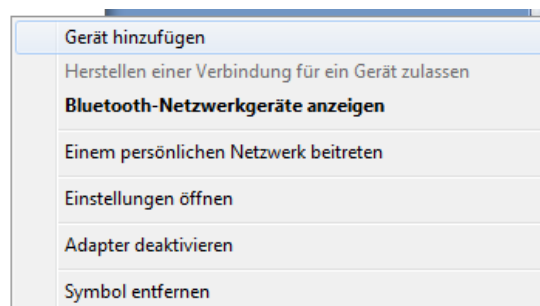 Gerät hinzufügen
Herstellen einer Verbindung für ein Gerät zulassen
Bluetooth-Netzwerkgeräte anzeigen
Einem persönlichen Netzwerk beitreten
Einstellungen öffnen
Adapter deaktivieren
Symbol entfernen